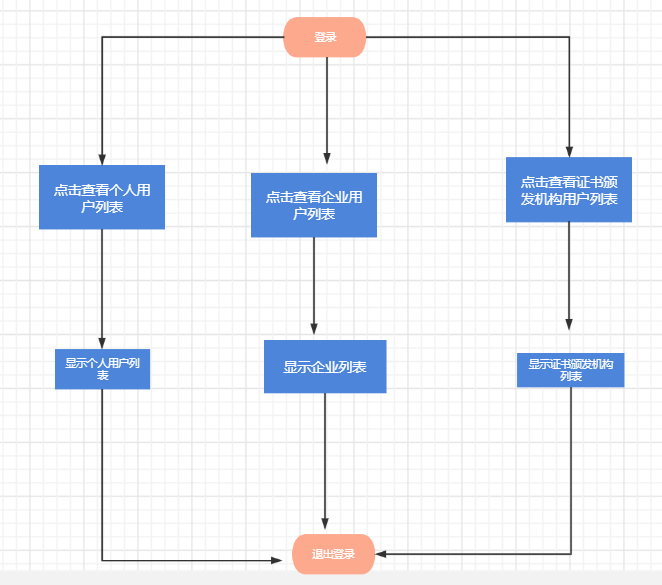 登录
点击查看个人用
户列表
点击查看企业用
户列表
点击查看证书颁
发机构用户列表
显示个人用户列
表
显示企业列表
显示证书颁发机构
列表
退出登录